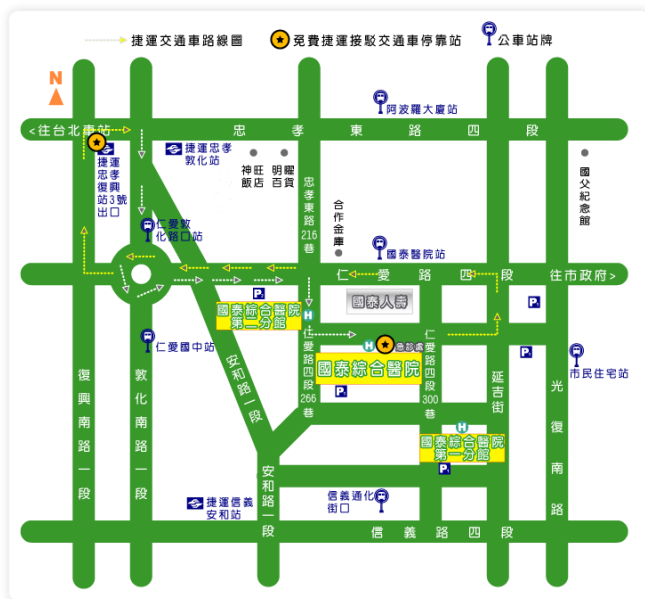 捷運交通車路線圖
免費捷運接駁交通車停靠站
公車站牌
N
阿波羅大廈站
<往台北車站
忠孝東路四段
捷運
忠孝
復興
站3號
出口
捷運忠孝
敦化站
神旺
飯店
明曜
百貨
忠孝東路216巷
合作金庫
國父紀念館
仁愛敦
化路口站
國泰醫院站
仁愛路四段
往市政府>
國泰人壽
P
國泰綜合醫院
第二分館
H
P
仁愛國中站
H
急診處
國泰綜合醫院
P
P
市民住宅站
安和路一段
仁愛路四段266巷
仁愛路四段300巷
延吉街
光復南路
復興南路一段
敦化南路一段
H
國泰綜合醫院
第一分館
P
安和路一段
捷運信義
安和站
信義通化
街口
信義路四段